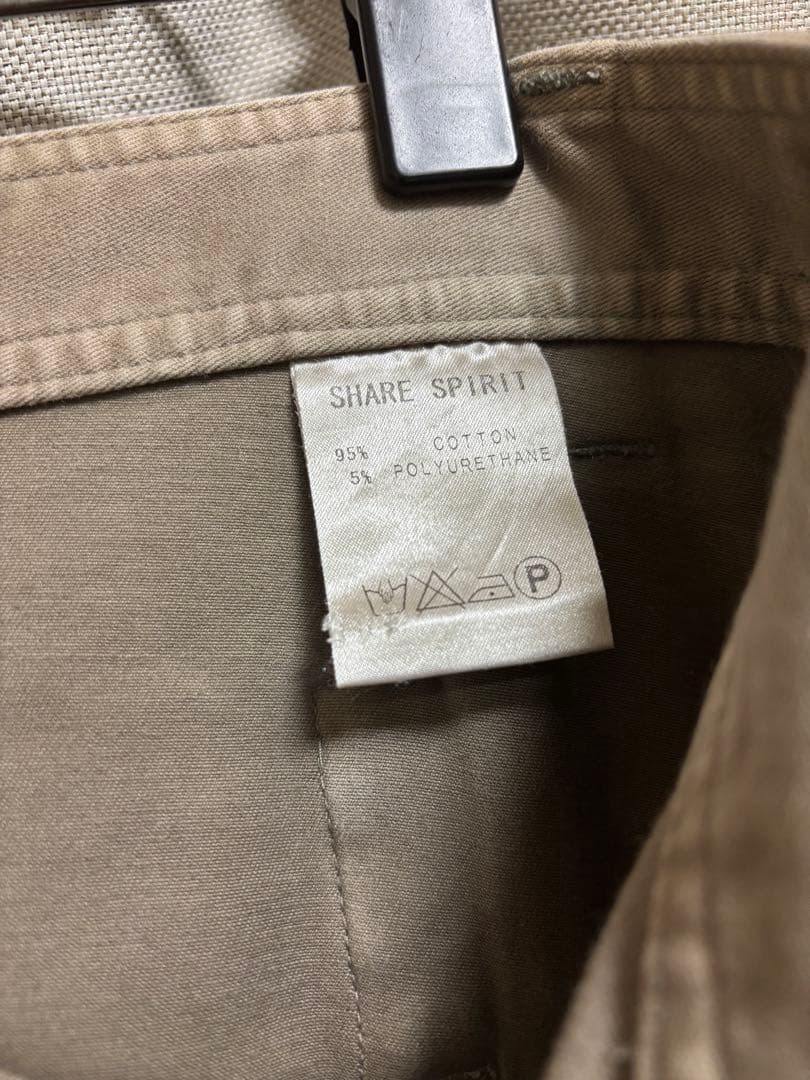 SHARE SPIRIT
95% COTTON
5% POLYURETHANE
P